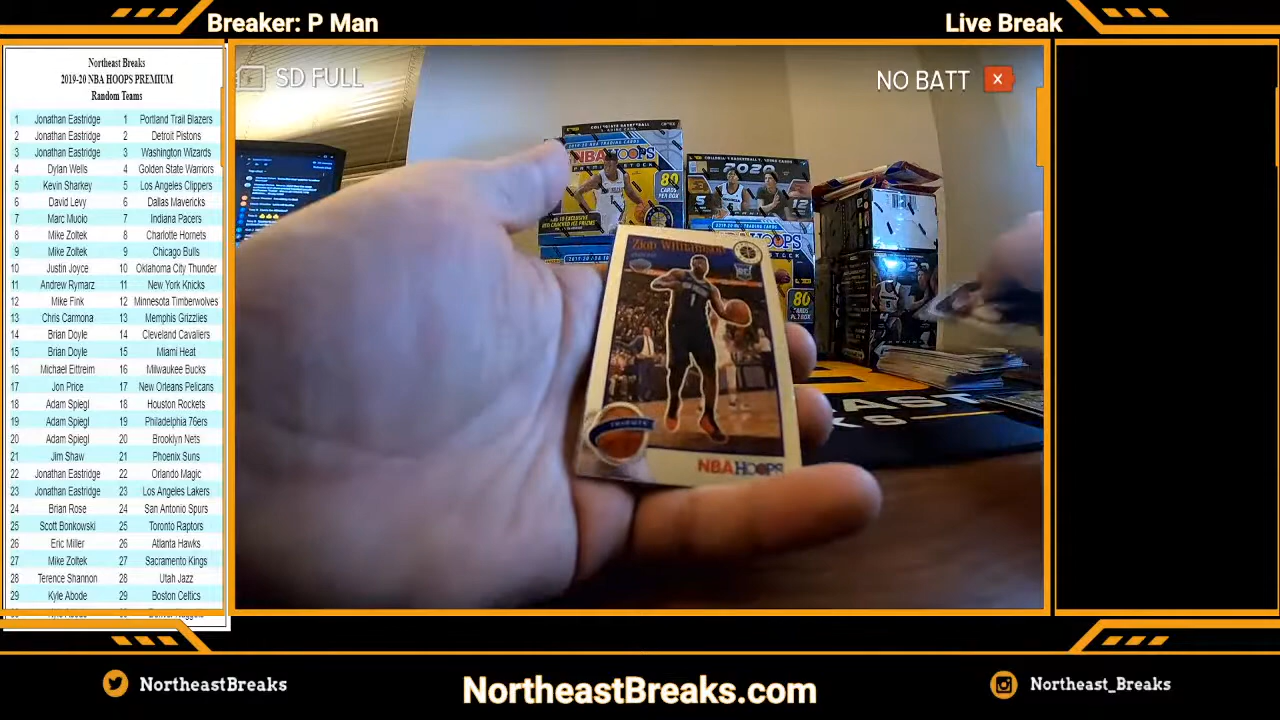 Breaker: P Man
Live Break
Northeast Breaks
2019-20 NBA HOOPS PREMIUM
Random Teams
1 Jonathan Eastridge 1 Portland Trail Blazers
2 Jonathan Eastridge 2 Detroit Pistons
3 Jonathan Eastridge 3 Washington Wizards
4 Dylan Wells 4 Golden State Warriors
5 Kevin Sharkey 5 Los Angeles Clippers
6 David Levy 6 Dallas Mavericks
7 Marc Muoio 7 Indiana Pacers
8 Mike Zoltek 8 Charlotte Hornets
9 Mike Zoltek 9 Chicago Bulls
10 Justin Joyce 10 Oklahoma City Thunder
11 Andrew Rymarz 11 New York Knicks
12 Mike Fink 12 Minnesota Timberwolves
13 Chris Carmona 13 Memphis Grizzlies
14 Brian Doyle 14 Cleveland Cavaliers
15 Brian Doyle 15 Miami Heat
16 Michael Eittreim 16 Milwaukee Bucks
17 Jon Price 17 New Orleans Pelicans
18 Adam Spiegl 18 Houston Rockets
19 Adam Spiegl 19 Philadelphia 76ers
20 Adam Spiegl 20 Brooklyn Nets
21 Jim Shaw 21 Phoenix Suns
22 Jonathan Eastridge 22 Orlando Magic
23 Jonathan Eastridge 23 Los Angeles Lakers
24 Brian Rose 24 San Antonio Spurs
25 Scott Bonkowski 25 Toronto Raptors
26 Eric Miller 26 Atlanta Hawks
27 Mike Zoltek 27 Sacramento Kings
28 Terence Shannon 28 Utah Jazz
29 Kyle Abode 29 Boston Celtics
SD FULL
NO BATT
NBA HOOPS
80
CARDS
PER BOX
2020
5
12
80
Zion Williamson
TRIBUTE
NBA HOOPS
NortheastBreaks
NortheastBreaks.com
Northeast_Breaks